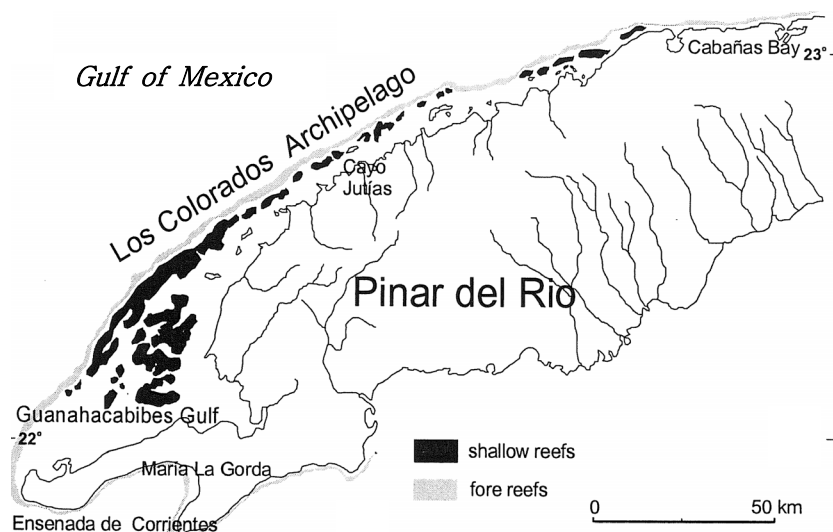 Cabañas Bay
23°
Gulf of Mexico
Los Colorados Archipelago
Cayo
Jutías
Pinar del Rio
Guanahacabibes Gulf
22°
Maria La Gorda
shallow reefs
fore reefs
0 50 km
Ensenada de Corrientes